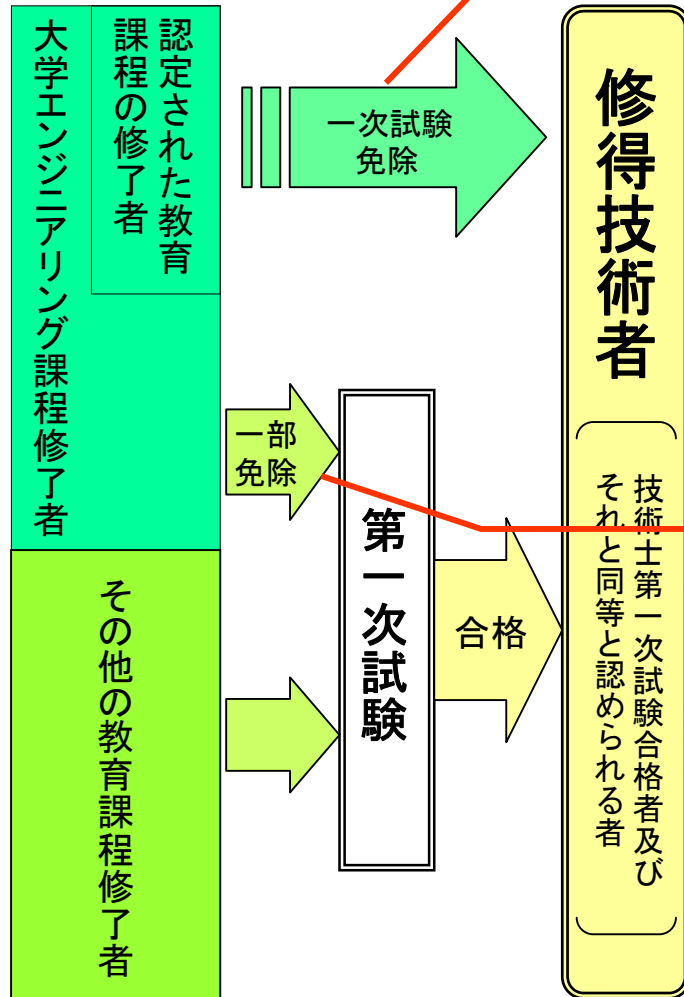 大学エンジニアリング課程修了者
認定された教育
課程の修了者
一次試験
免除
一部
免除
その他の教育課程修了者
第一次試験
合格
修得技術者
技術士第一次試験合格者及び
それと同等と認められる者